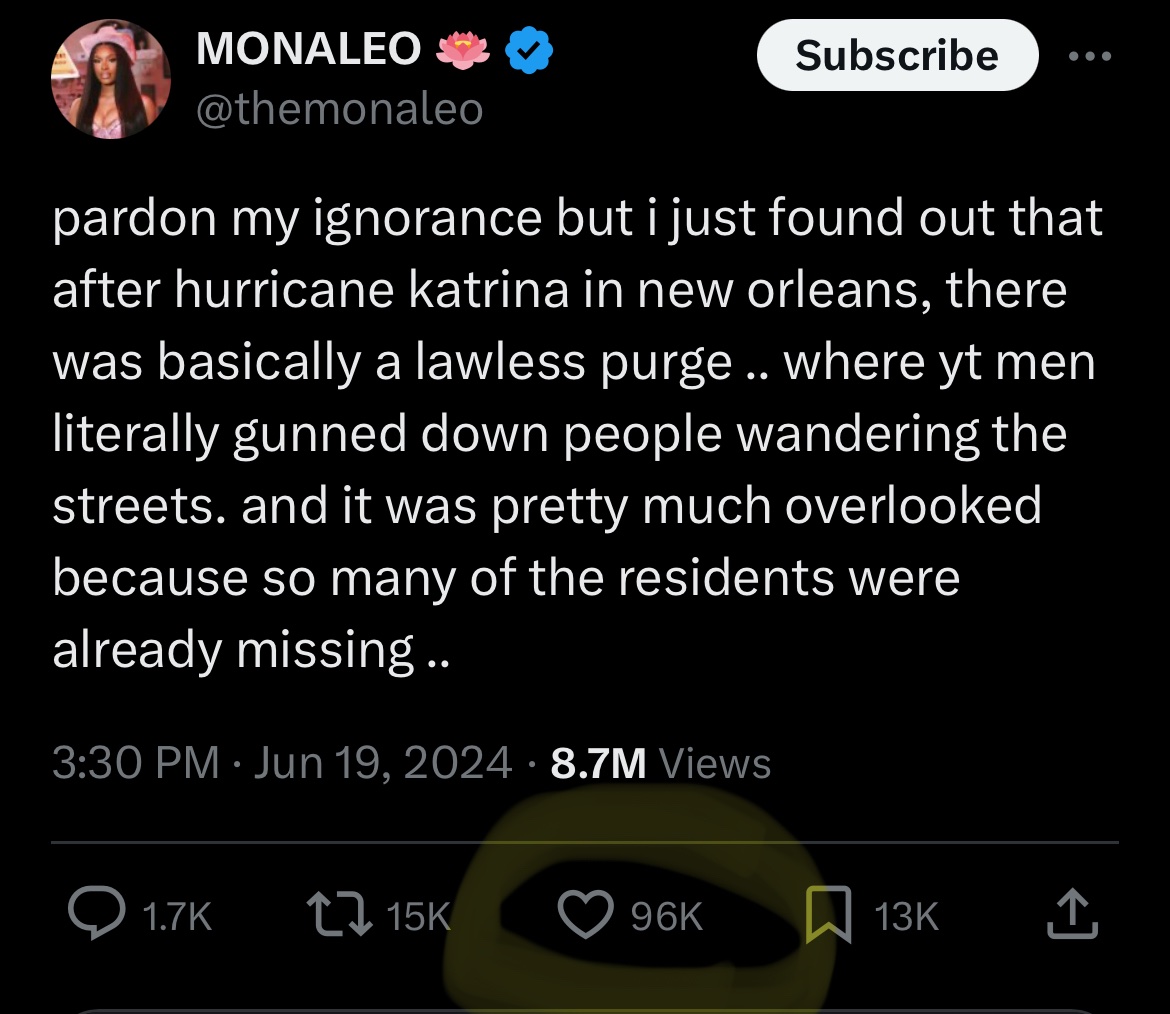 MONALEO 🪷
Subscribe
@themonaleo
pardon my ignorance but i just found out that
after hurricane katrina in new orleans, there
was basically a lawless purge .. where yt men
literally gunned down people wandering the
streets. and it was pretty much overlooked
because so many of the residents were
already missing ..
3:30 PM · Jun 19, 2024 · 8.7M Views
1.7K 15K 96K 13K